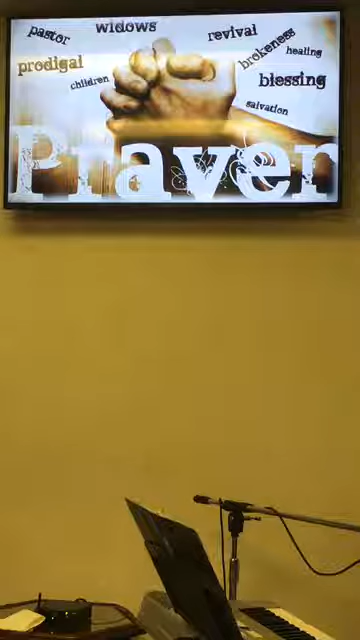 pastor
widows
revival
brokeness
healing
prodigal
children
blessing
salvation
Prayer